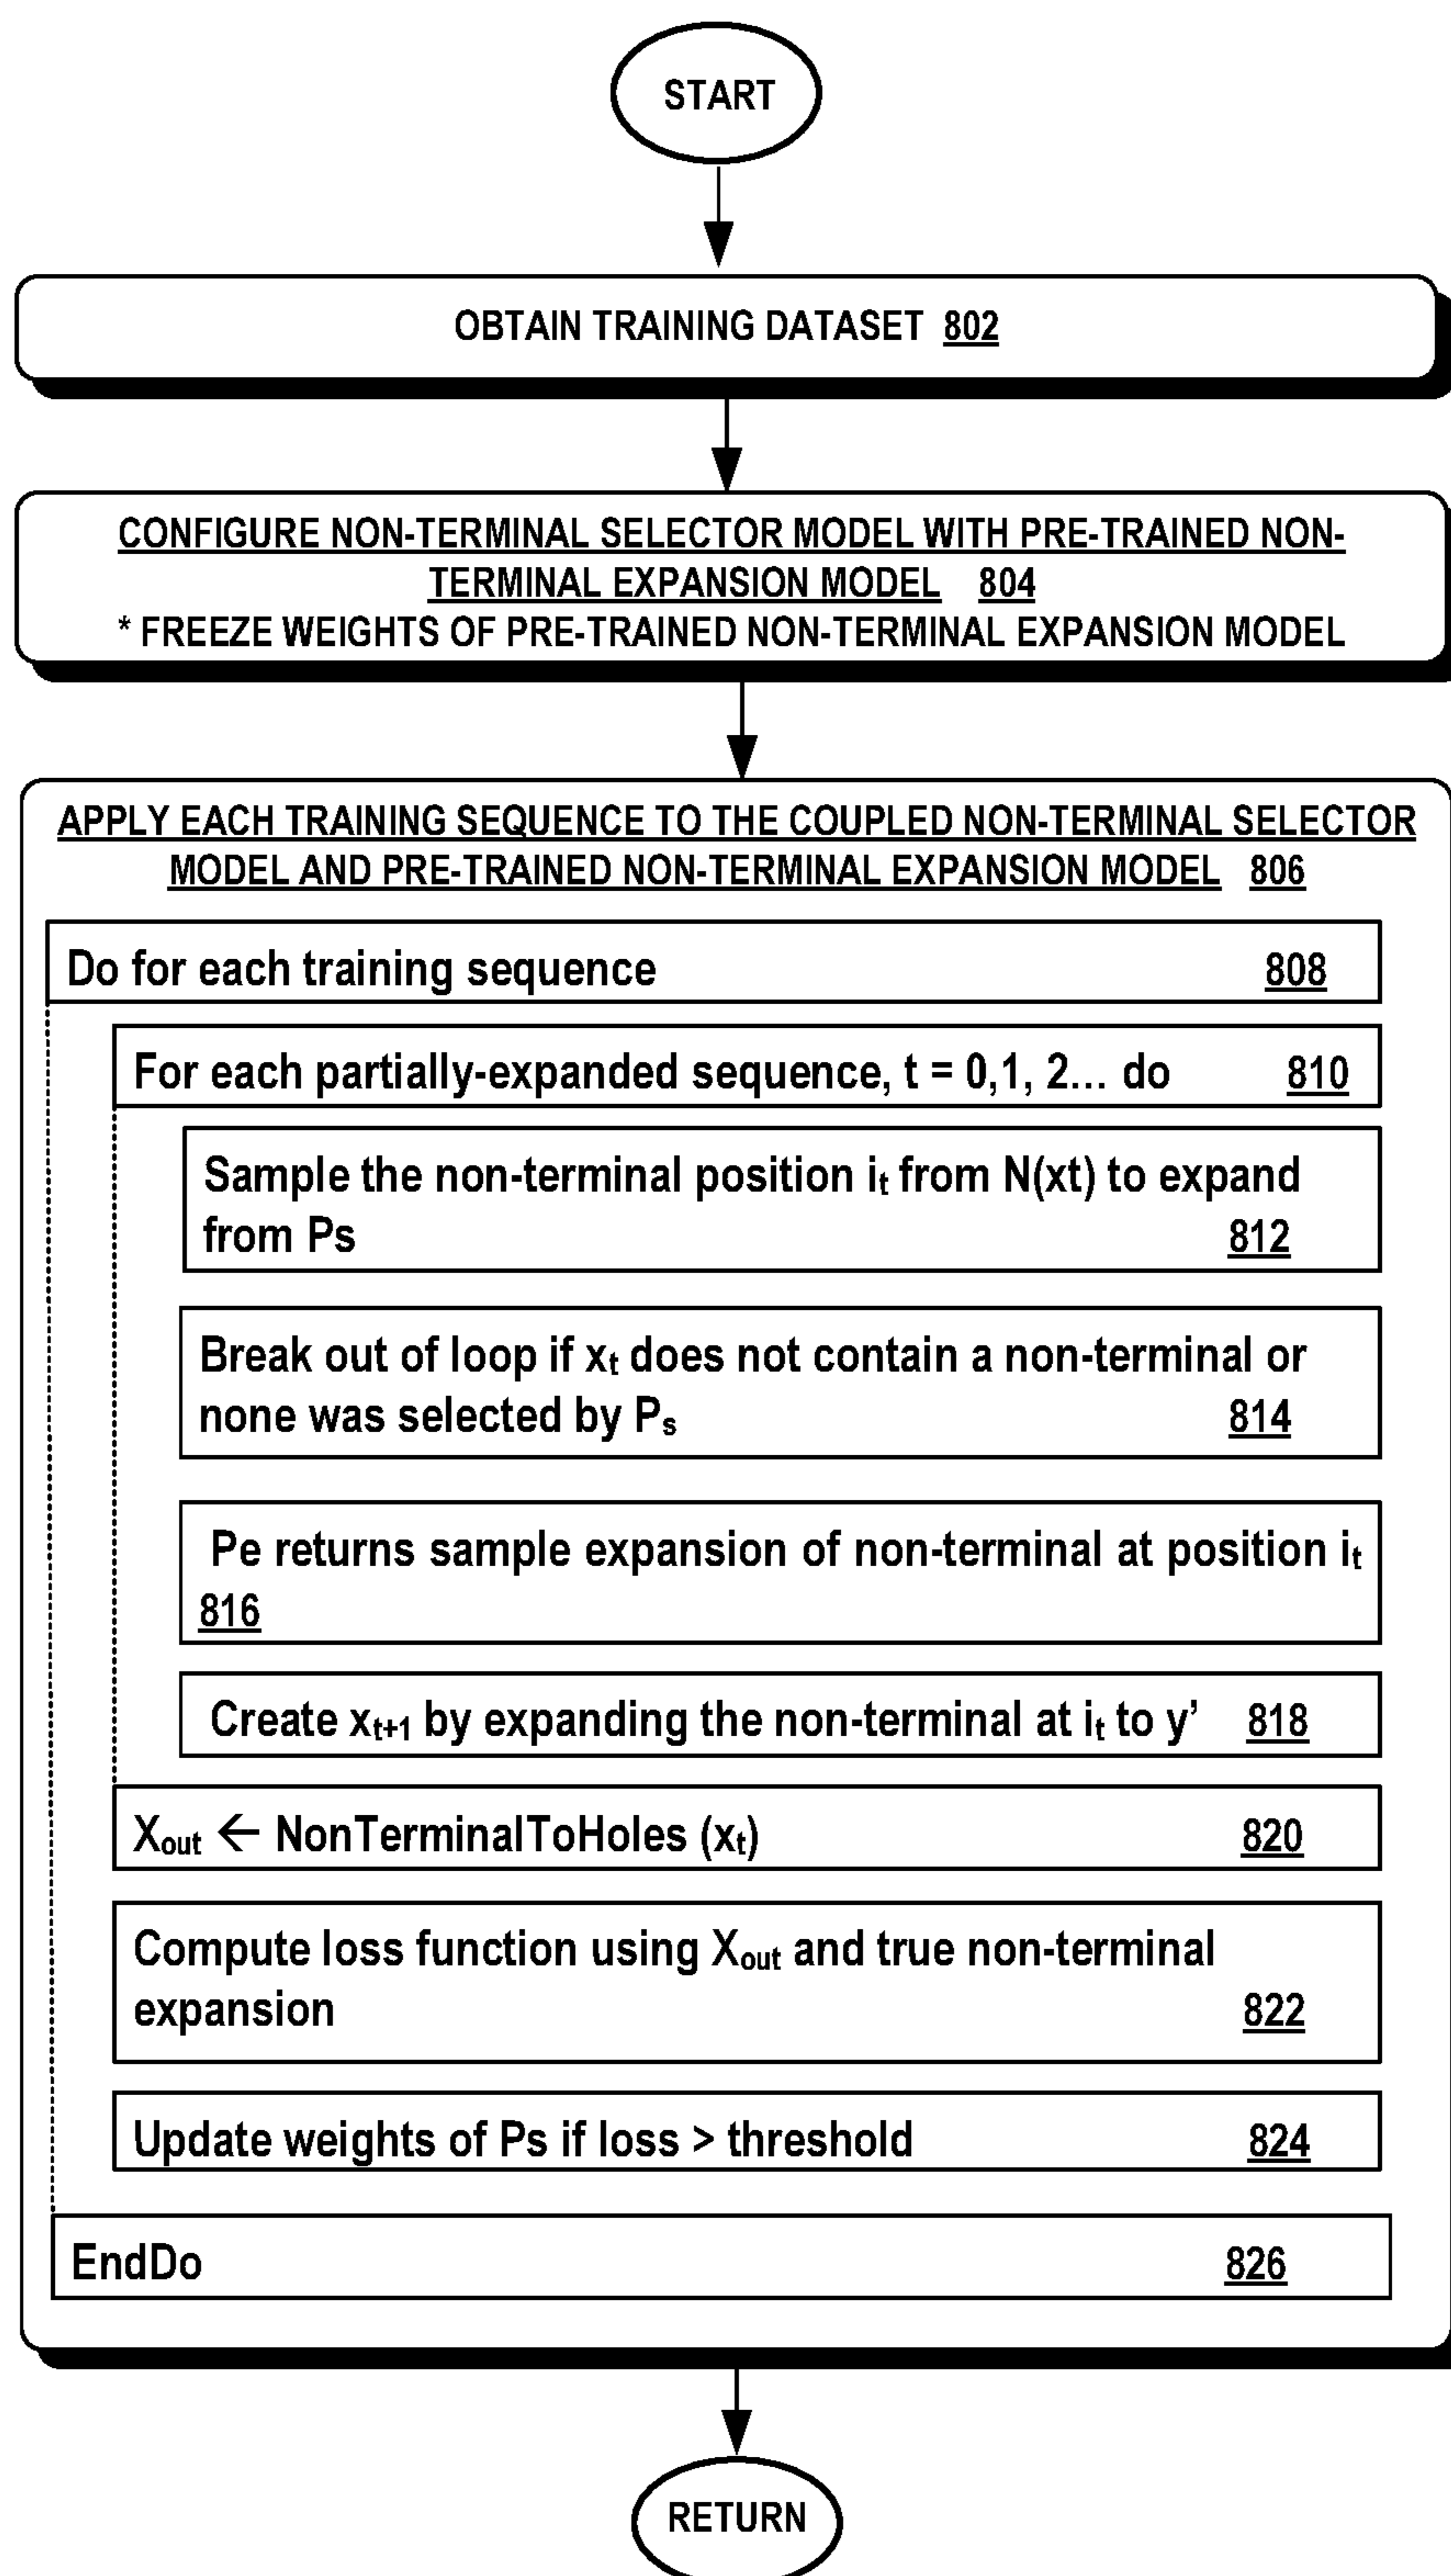 START
OBTAIN TRAINING DATASET 802
CONFIGURE NON-TERMINAL SELECTOR MODEL WITH PRE-TRAINED NON-
TERMINAL EXPANSION MODEL 804
* FREEZE WEIGHTS OF PRE-TRAINED NON-TERMINAL EXPANSION MODEL
APPLY EACH TRAINING SEQUENCE TO THE COUPLED NON-TERMINAL SELECTOR
MODEL AND PRE-TRAINED NON-TERMINAL EXPANSION MODEL 806
Do for each training sequence 808
For each partially-expanded sequence, t = 0,1, 2... do 810
Sample the non-terminal position iₜ from N(xt) to expand
from Ps 812
Break out of loop if xₜ does not contain a non-terminal or
none was selected by Pₛ 814
Pe returns sample expansion of non-terminal at position iₜ
816
Create xₜ₊₁ by expanding the non-terminal at iₜ to y’ 818
Xₒᵤₜ ← NonTerminalToHoles (xₜ) 820
Compute loss function using Xₒᵤₜ and true non-terminal
expansion 822
Update weights of Ps if loss > threshold 824
EndDo 826
RETURN